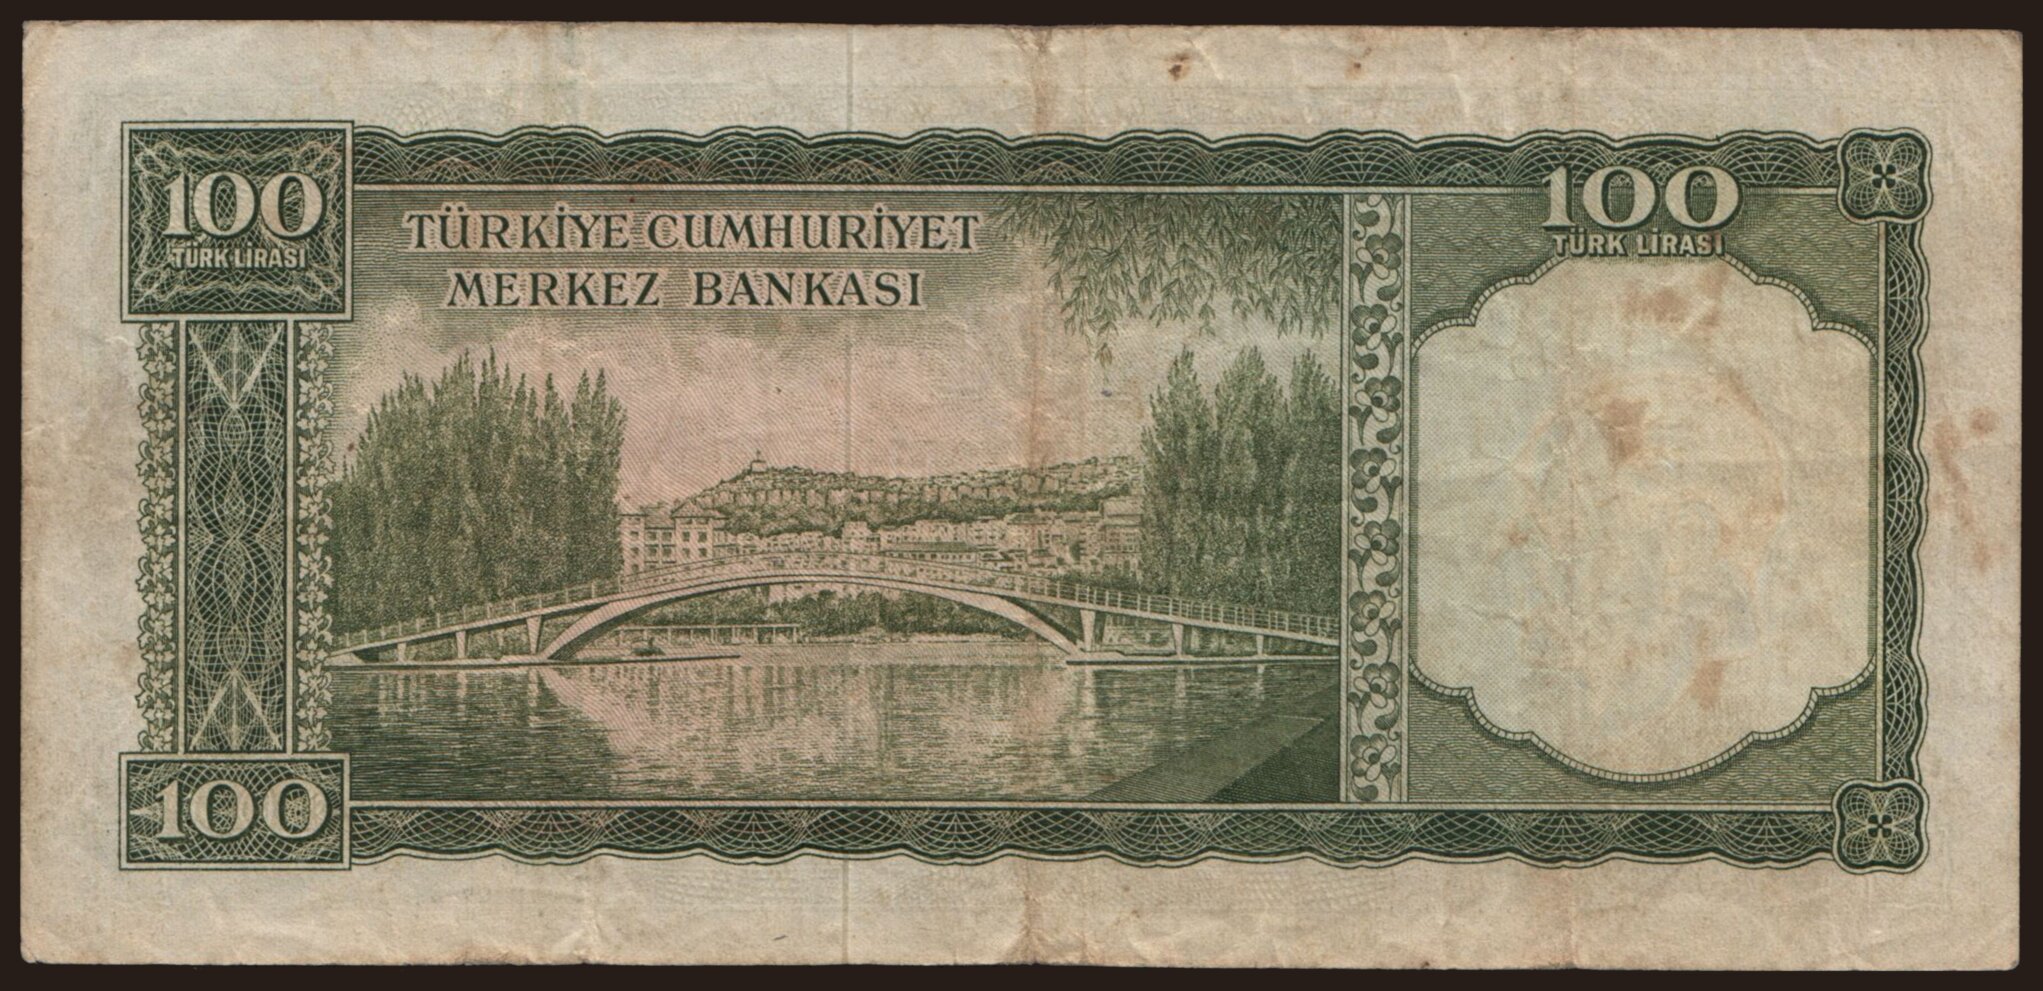 100
TÜRK LİRASI
TÜRKİYE CUMHURİYET
MERKEZ BANKASI
100
TÜRK LİRASI
100